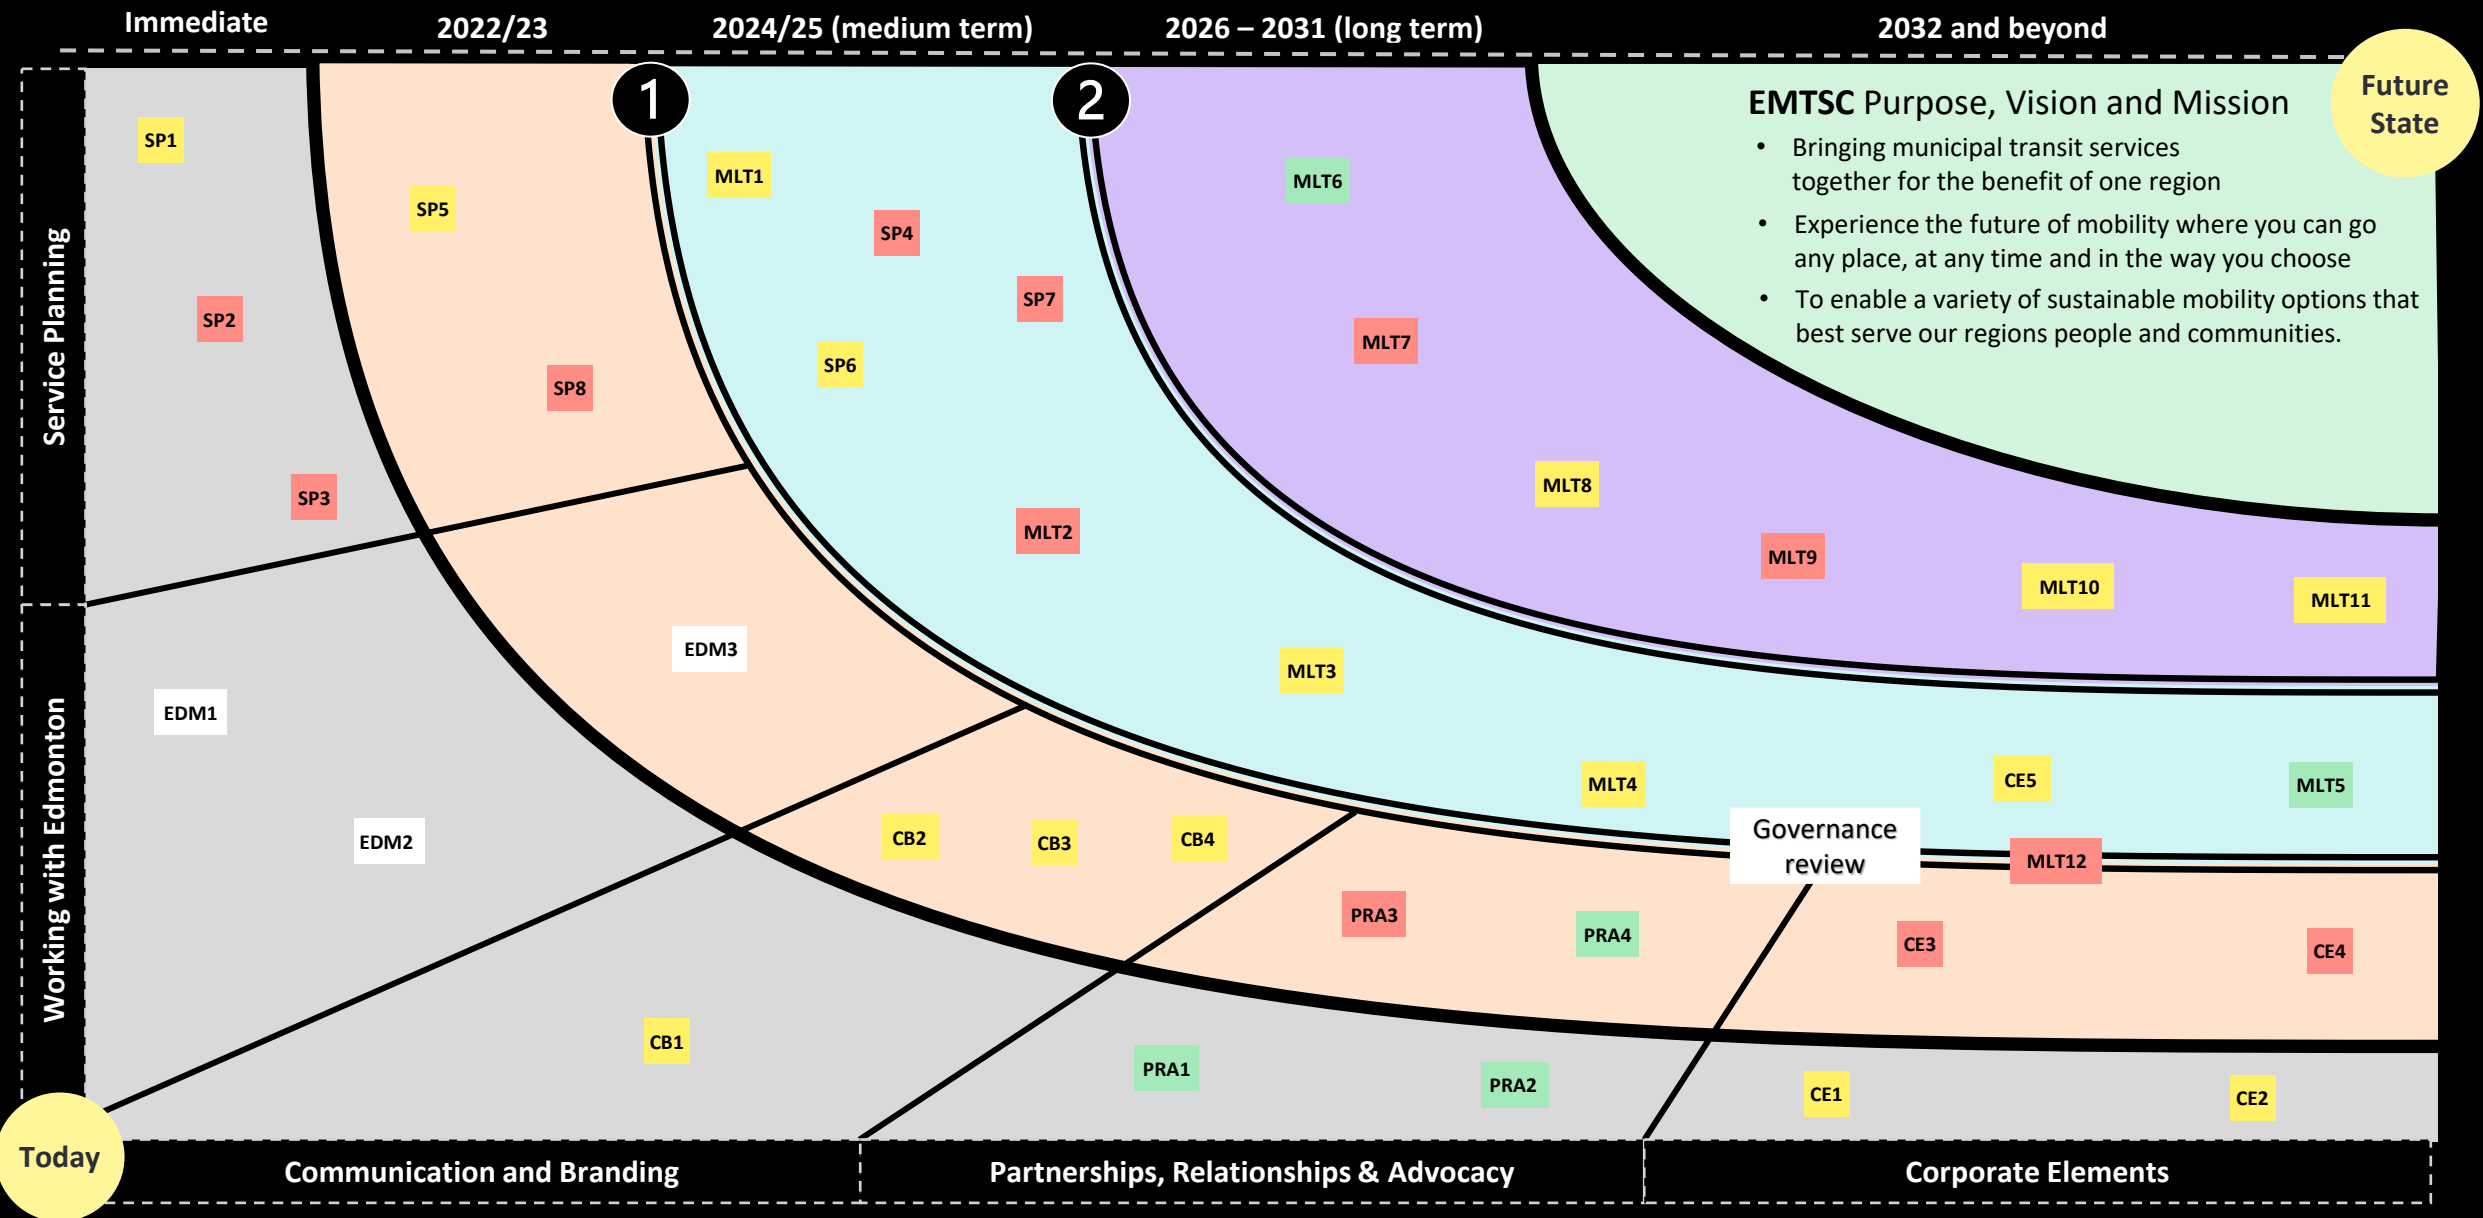 Immediate
2022/23
2024/25 (medium term)
2026 – 2031 (long term)
2032 and beyond
Future
State
1
2
EMTSC Purpose, Vision and Mission
• Bringing municipal transit services
together for the benefit of one region
• Experience the future of mobility where you can go
any place, at any time and in the way you choose
• To enable a variety of sustainable mobility options that
best serve our regions people and communities.
Service Planning
SP1
SP5
MLT1
MLT6
SP4
SP7
SP2
MLT7
SP6
SP8
MLT8
SP3
MLT2
MLT9
MLT10
MLT11
Working with Edmonton
EDM3
MLT3
EDM1
MLT4
CE5
MLT5
EDM2
CB2
CB3
CB4
Governance
review
MLT12
PRA3
PRA4
CE3
CE4
CB1
PRA1
PRA2
CE1
CE2
Today
Communication and Branding
Partnerships, Relationships & Advocacy
Corporate Elements